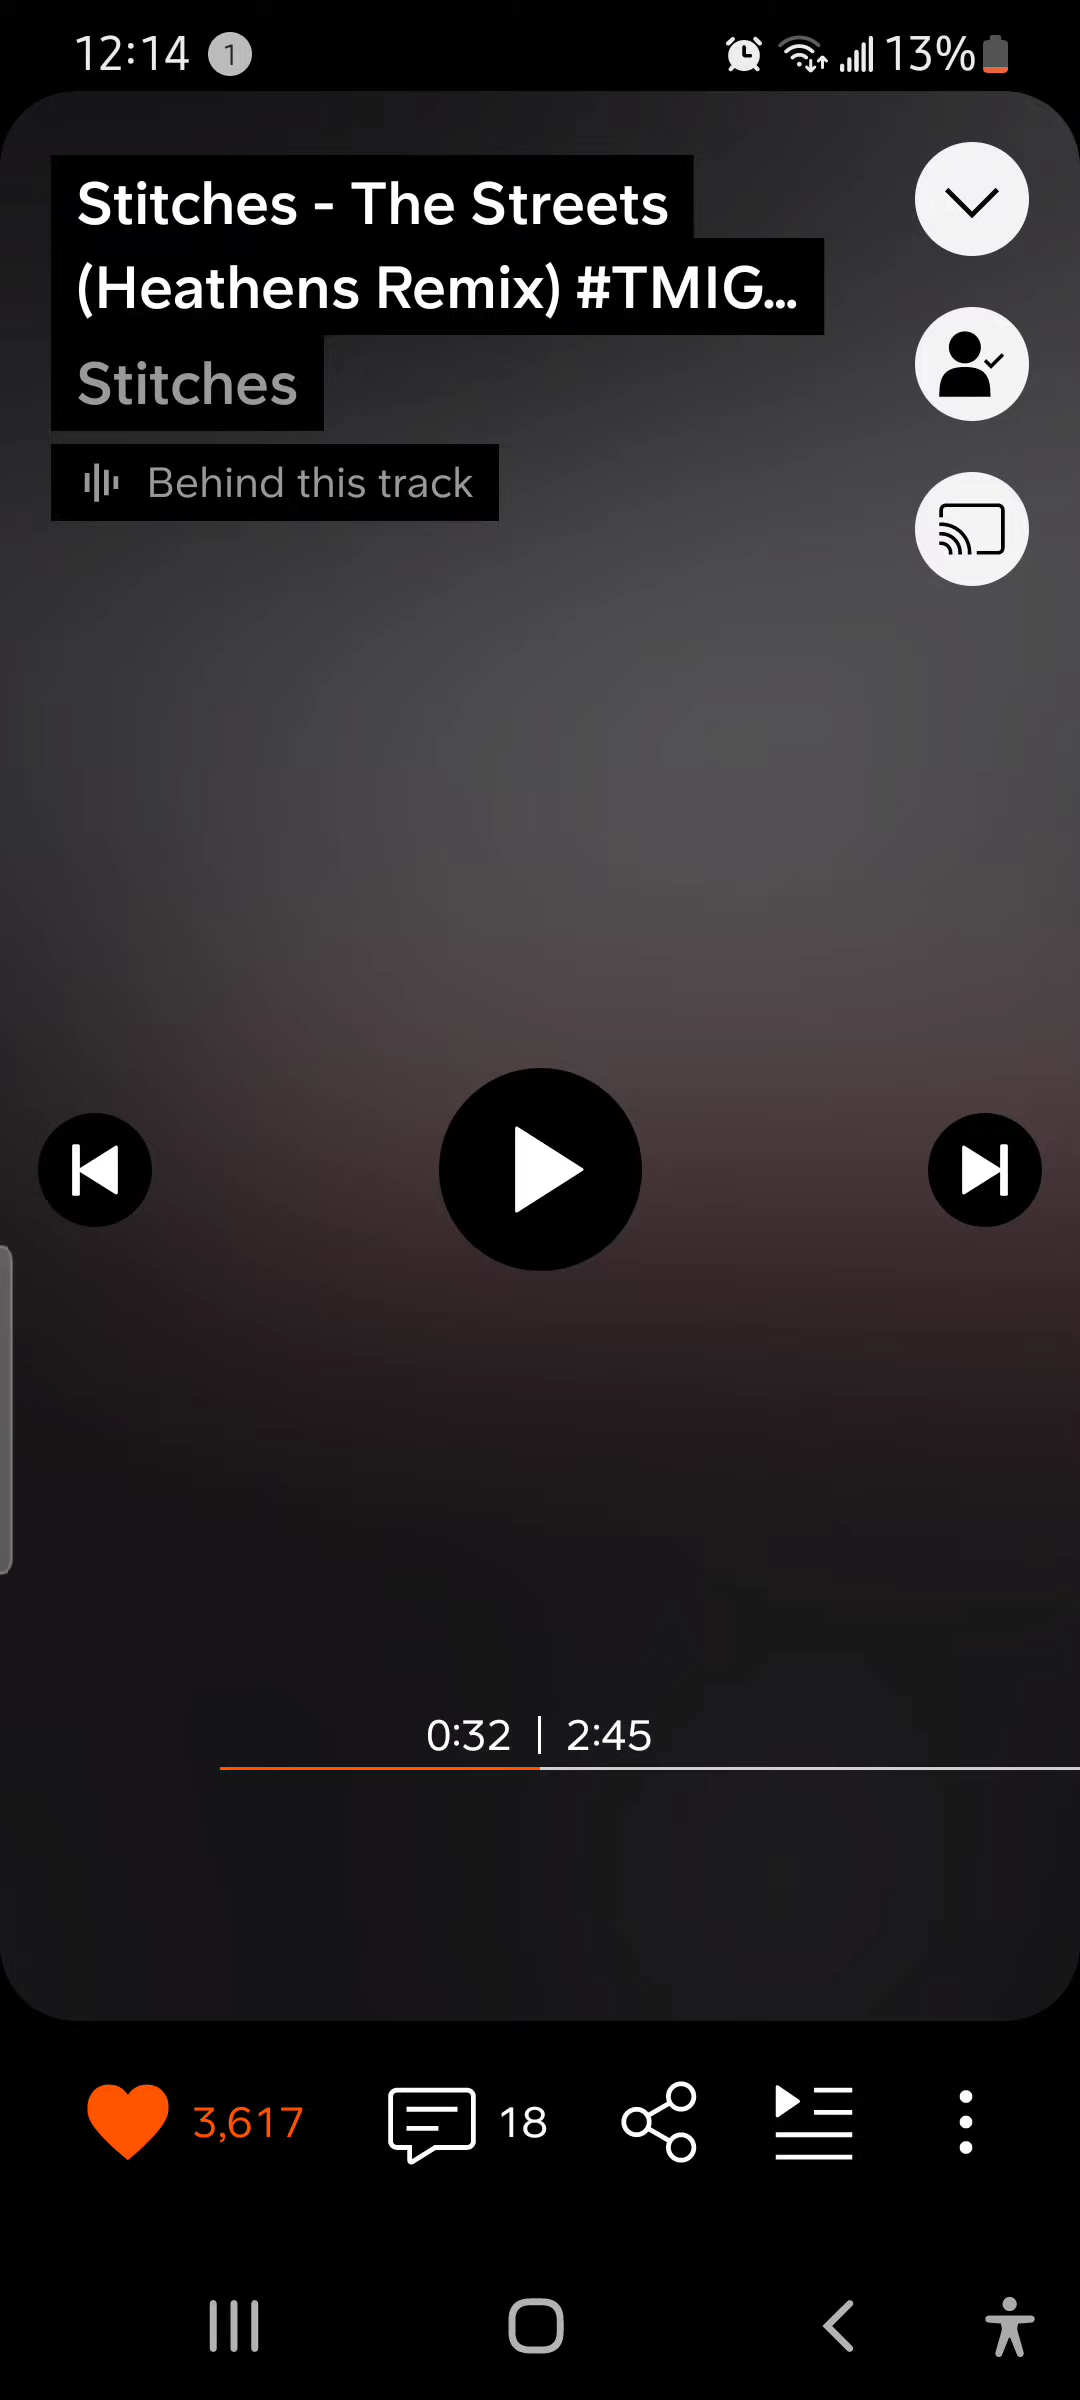 12:14 1 13%
Stitches - The Streets
(Heathens Remix) #TMIG...
Stitches
Behind this track
0:32 | 2:45
3,617 18